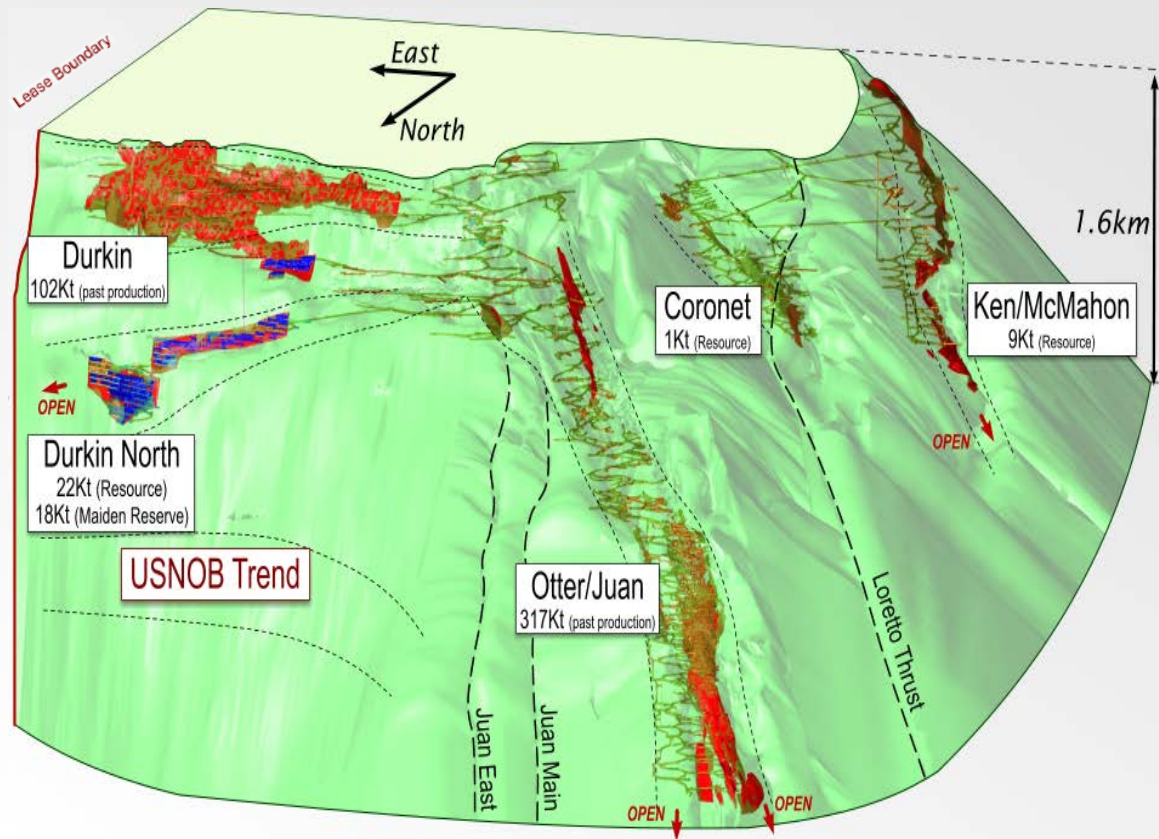 Lease Boundary
East
North
1.6km
Durkin
102Kt (past production)
Coronet
1Kt (Resource)
Ken/McMahon
9Kt (Resource)
OPEN
OPEN
Durkin North
22Kt (Resource)
18Kt (Maiden Reserve)
USNOB Trend
Otter/Juan
317Kt (past production)
Loretto Thrust
Juan East
Juan Main
OPEN
OPEN